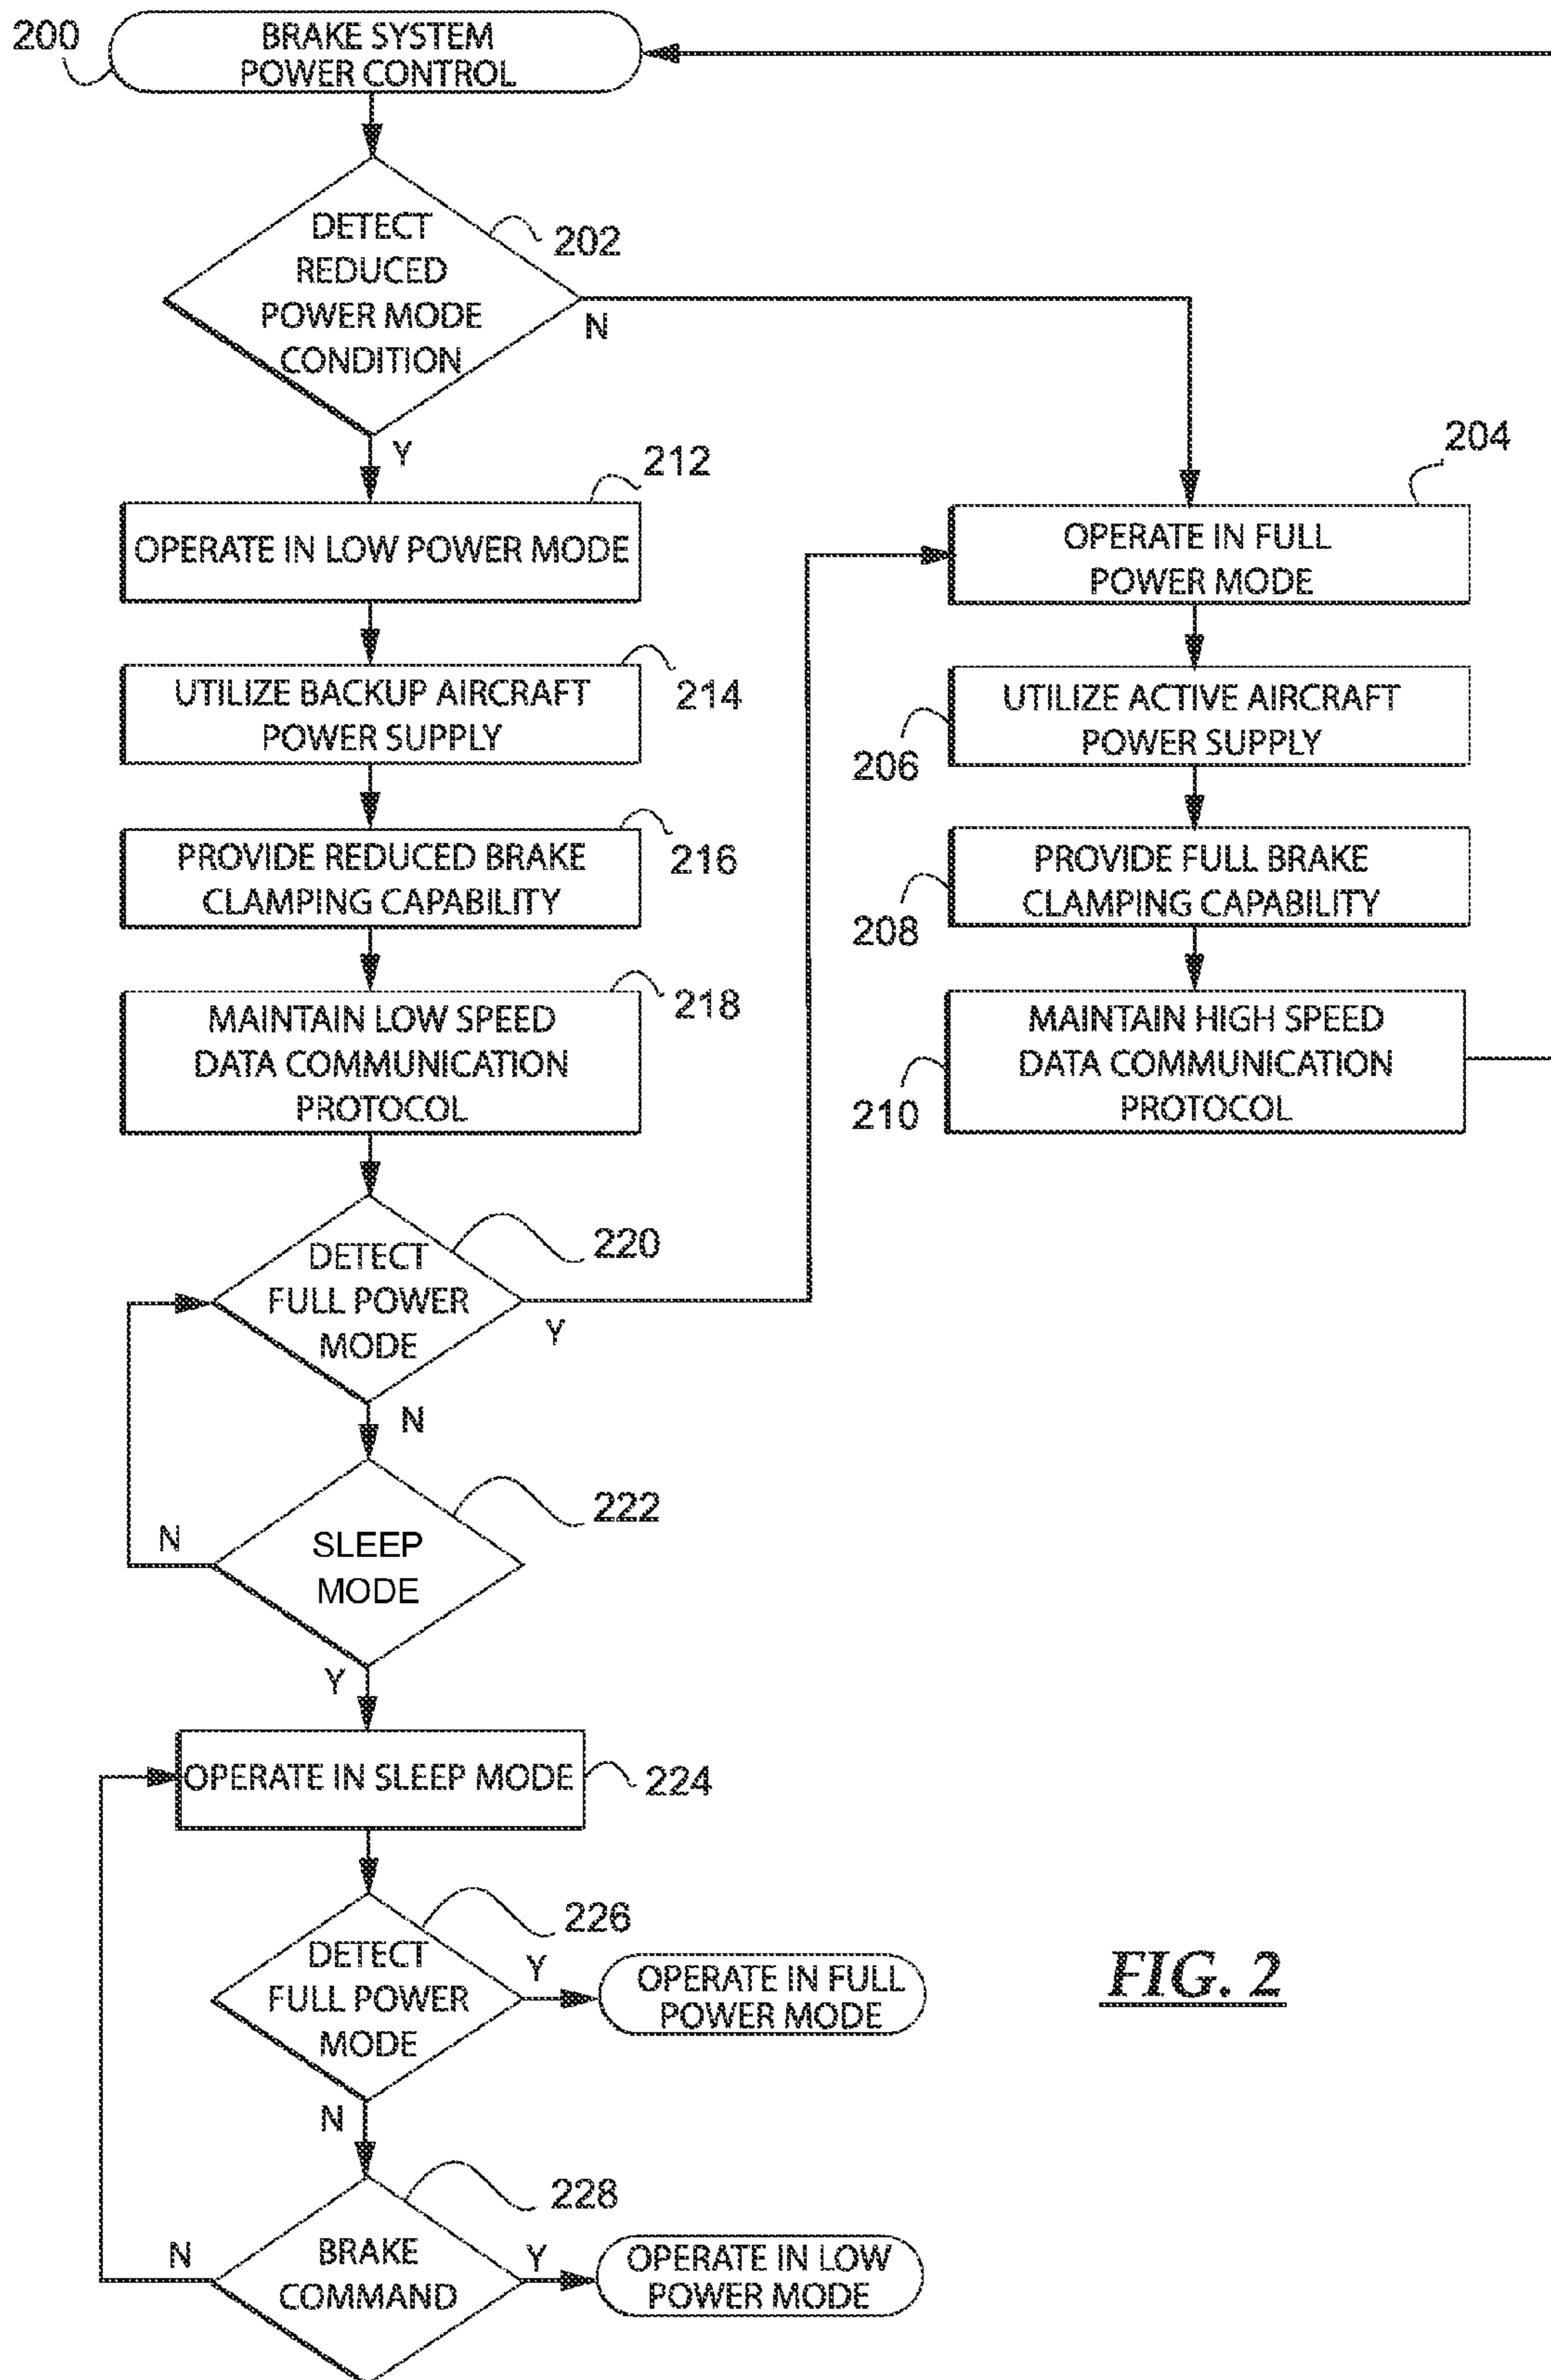 200
BRAKE SYSTEM
POWER CONTROL
DETECT
REDUCED
POWER MODE
CONDITION
202
N
Y
212
OPERATE IN LOW POWER MODE
204
OPERATE IN FULL
POWER MODE
UTILIZE BACKUP AIRCRAFT
POWER SUPPLY
214
UTILIZE ACTIVE AIRCRAFT
POWER SUPPLY
206
PROVIDE REDUCED BRAKE
CLAMPING CAPABILITY
216
PROVIDE FULL BRAKE
CLAMPING CAPABILITY
208
MAINTAIN LOW SPEED
DATA COMMUNICATION
PROTOCOL
218
MAINTAIN HIGH SPEED
DATA COMMUNICATION
PROTOCOL
210
DETECT
FULL POWER
MODE
220
Y
N
SLEEP
MODE
222
N
Y
OPERATE IN SLEEP MODE
224
DETECT
FULL POWER
MODE
226
Y
OPERATE IN FULL
POWER MODE
N
BRAKE
COMMAND
228
N
Y
OPERATE IN LOW
POWER MODE
FIG. 2